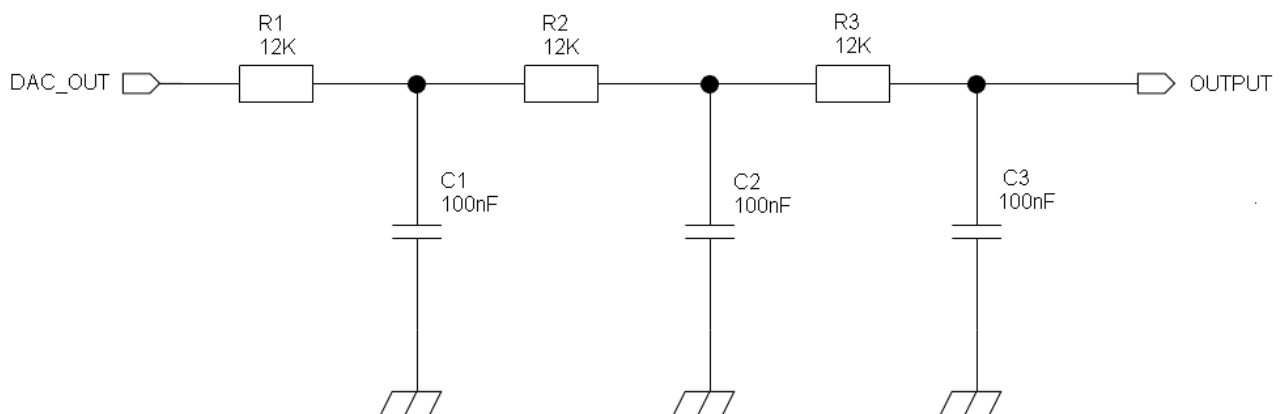 R1
12K
R2
12K
R3
12K
DAC_OUT
OUTPUT
C1
100nF
C2
100nF
C3
100nF